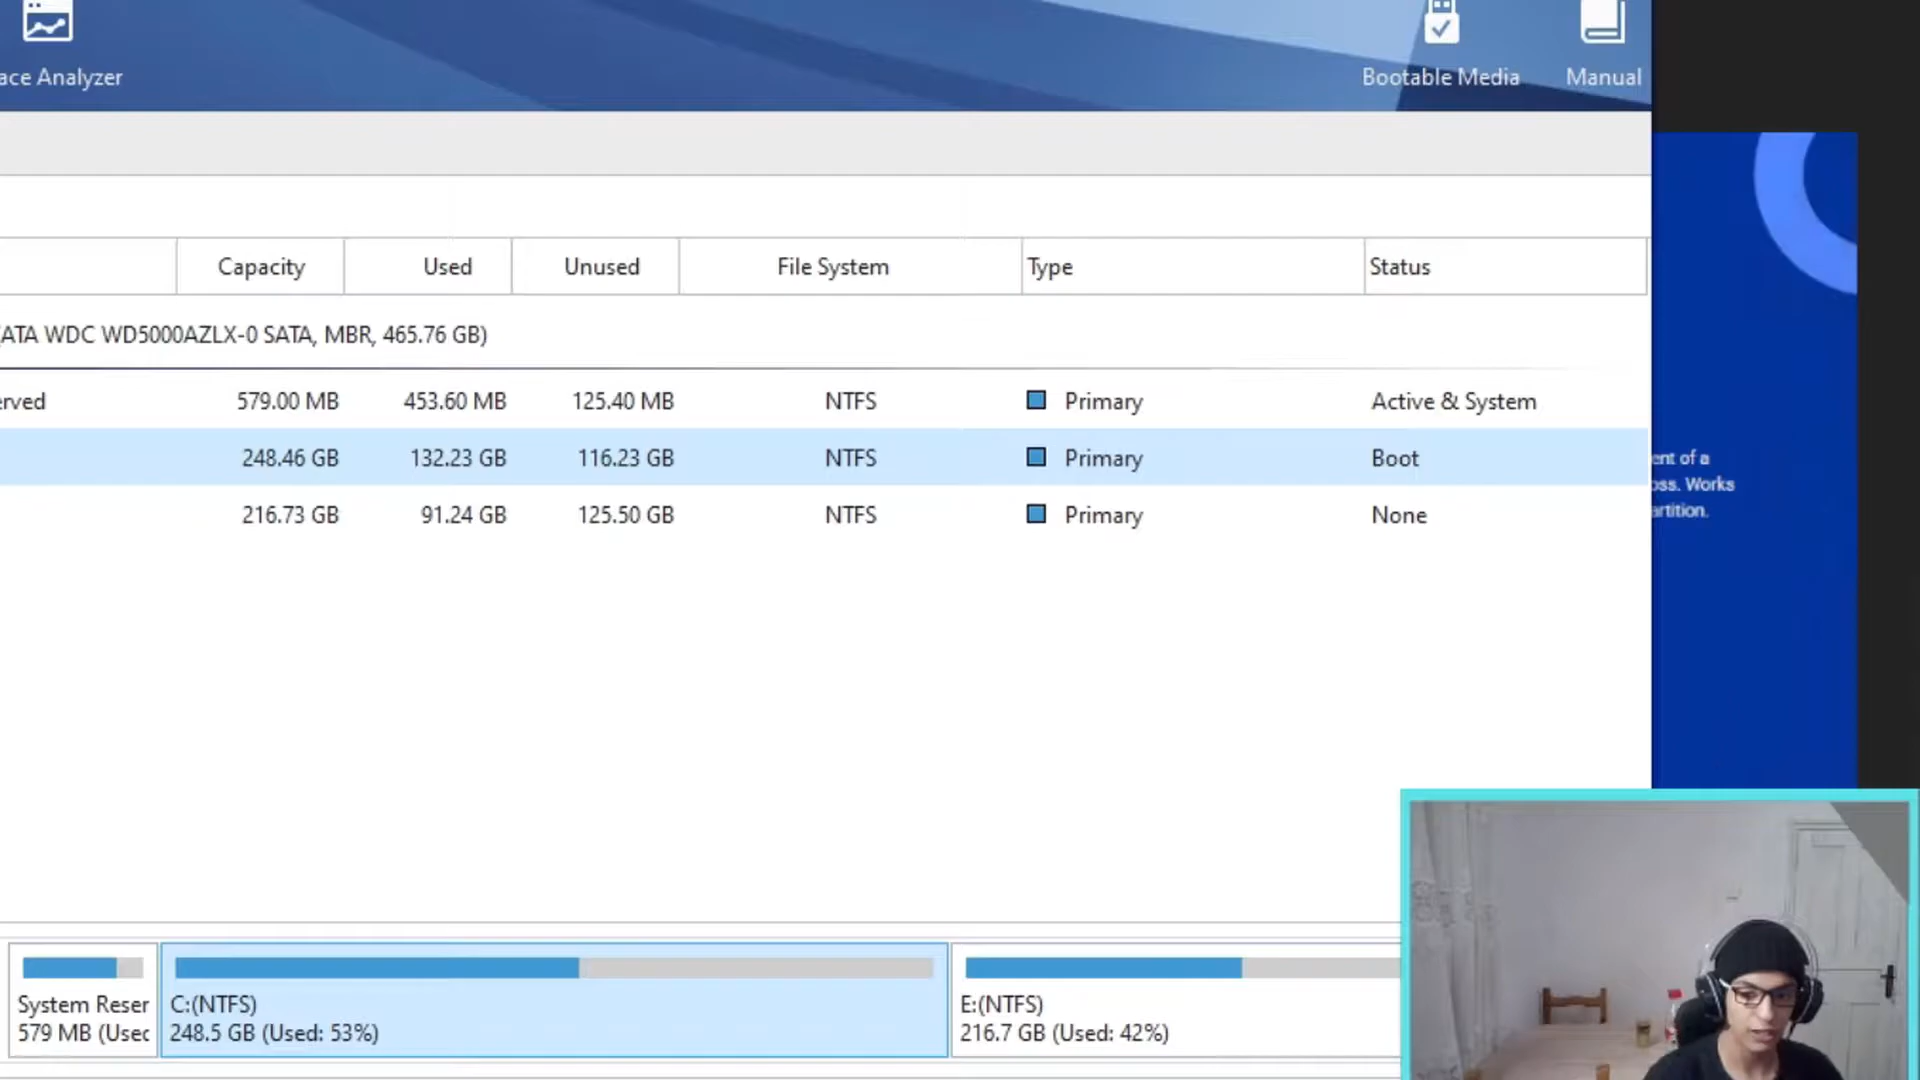 ace Analyzer
Bootable Media
Manual
Capacity Used Unused File System Type Status
ATA WDC WD5000AZLX-0 SATA, MBR, 465.76 GB)
erved 579.00 MB 453.60 MB 125.40 MB NTFS Primary Active & System
248.46 GB 132.23 GB 116.23 GB NTFS Primary Boot
216.73 GB 91.24 GB 125.50 GB NTFS Primary None
ent of a
oss. Works
artition.
System Reser
579 MB (Usec
C:(NTFS)
248.5 GB (Used: 53%)
E:(NTFS)
216.7 GB (Used: 42%)